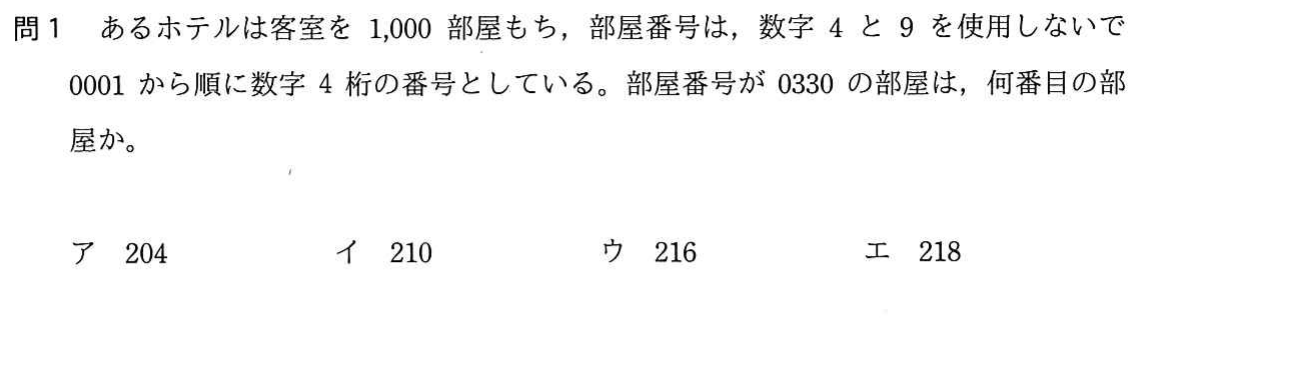 問1 あるホテルは客室を 1,000 部屋もち，部屋番号は，数字 4 と 9 を使用しないで
0001 から順に数字 4 桁の番号としている。部屋番号が 0330 の部屋は，何番目の部
屋か。
ア 204 イ 210 ウ 216 エ 218